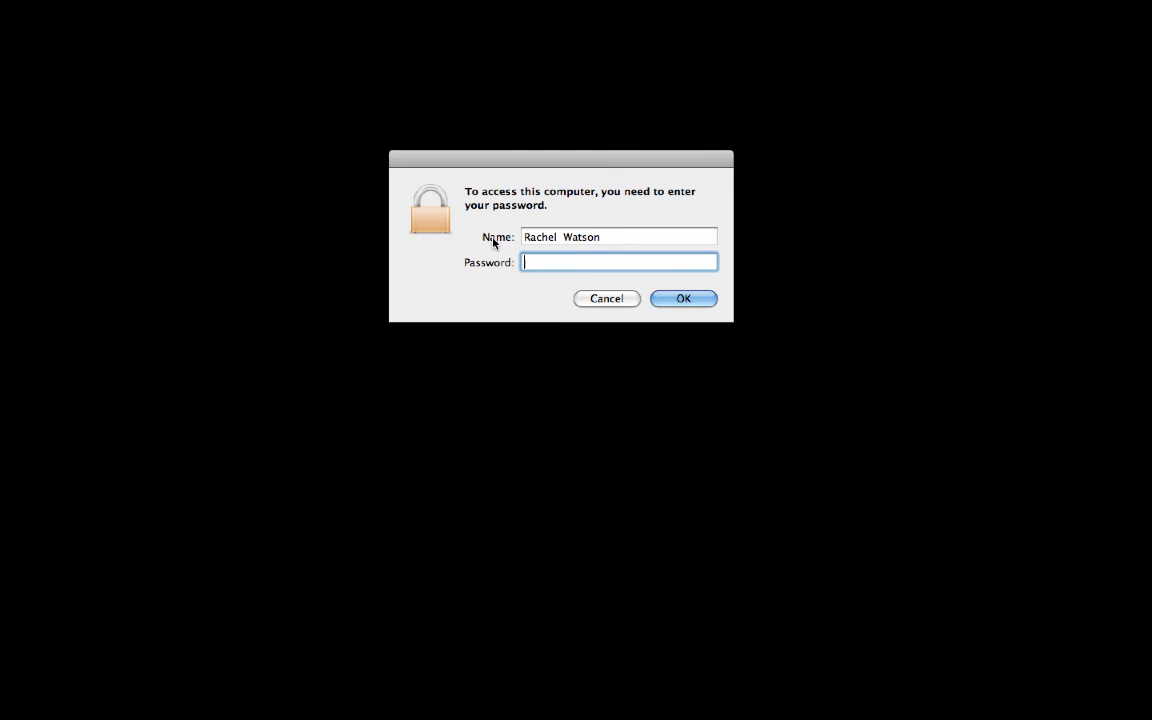 To access this computer, you need to enter
your password.
Name: Rachel Watson
Password:
Cancel OK